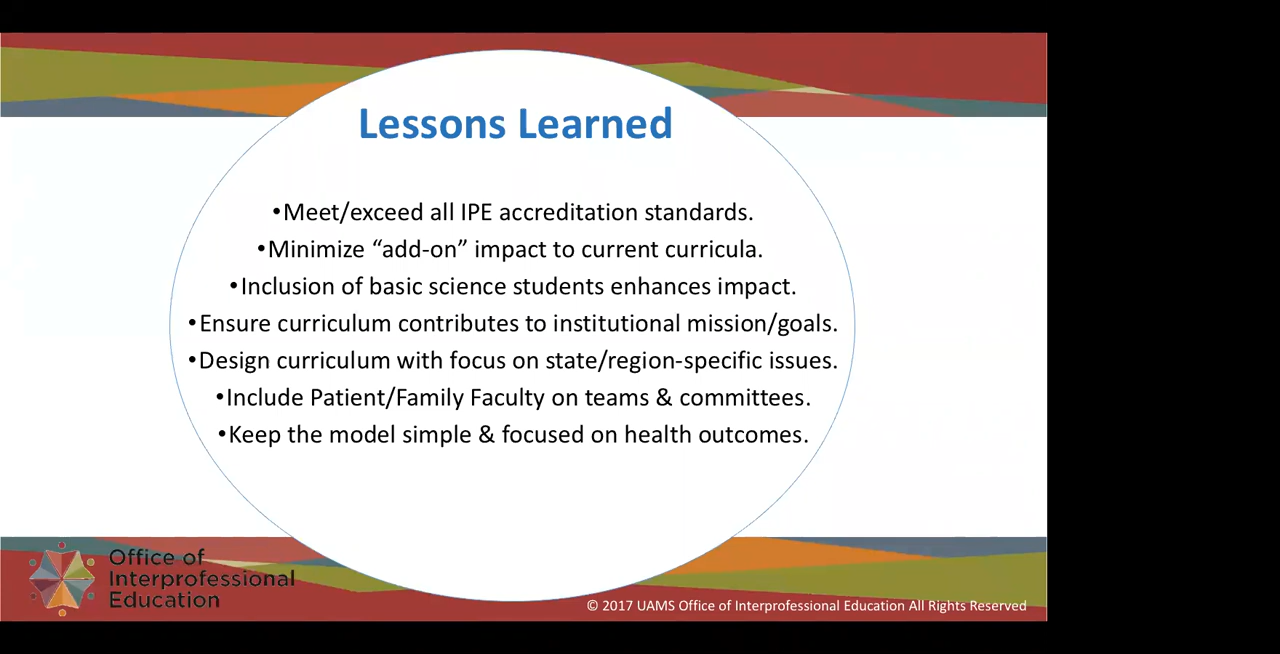 Lessons Learned
•Meet/exceed all IPE accreditation standards.
•Minimize “add-on” impact to current curricula.
•Inclusion of basic science students enhances impact.
•Ensure curriculum contributes to institutional mission/goals.
•Design curriculum with focus on state/region-specific issues.
•Include Patient/Family Faculty on teams & committees.
•Keep the model simple & focused on health outcomes.
Office of
Interprofessional
Education
© 2017 UAMS Office of Interprofessional Education All Rights Reserved